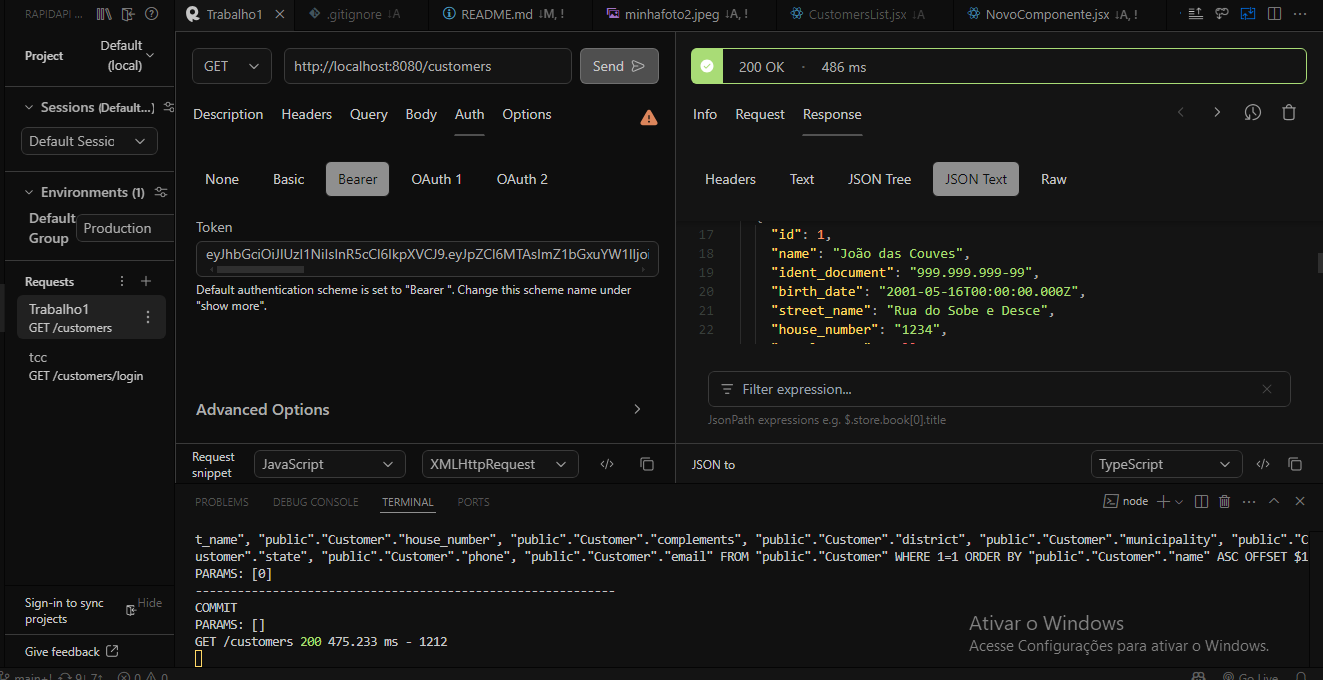 RAPIDAPI ...
Trabalho1
.gitignore ↓A
README.md ↓M, !
minhafoto2.jpeg ↓A, !
CustomersList.jsx ↓A
NovoComponente.jsx ↓A, !
Project
Default
(local)
Sessions (Default...)
Default Sessic
Environments (1)
Default
Group
Production
Requests
Trabalho1
GET /customers
tcc
GET /customers/login
Sign-in to sync
projects
Hide
Give feedback
GET
http://localhost:8080/customers
Send
Description Headers Query Body Auth Options
None Basic Bearer OAuth 1 OAuth 2
Token
Default authentication scheme is set to "Bearer ". Change this scheme name under
"show more".
Advanced Options
Request
snippet
JavaScript
XMLHttpRequest
200 OK · 486 ms
Info Request Response
Headers Text JSON Tree JSON Text Raw
17 "id": 1,
18 "name": "João das Couves",
19 "ident_document": "999.999.999-99",
20 "birth_date": "2001-05-16T00:00:00.000Z",
21 "street_name": "Rua do Sobe e Desce",
22 "house_number": "1234",
Filter expression...
JsonPath expressions e.g. $.store.book[0].title
JSON to
TypeScript
PROBLEMS DEBUG CONSOLE TERMINAL PORTS
node
t_name", "public"."Customer"."house_number", "public"."Customer"."complements", "public"."Customer"."district", "public"."Customer"."municipality", "public"."C
ustomer"."state", "public"."Customer"."phone", "public"."Customer"."email" FROM "public"."Customer" WHERE 1=1 ORDER BY "public"."Customer"."name" ASC OFFSET $1
PARAMS: [0]
------------------------------------------------------------
COMMIT
PARAMS: []
GET /customers 200 475.233 ms - 1212
Ativar o Windows
Acesse Configurações para ativar o Windows.
main+!
9↓ 7↑
0
0
Go Live